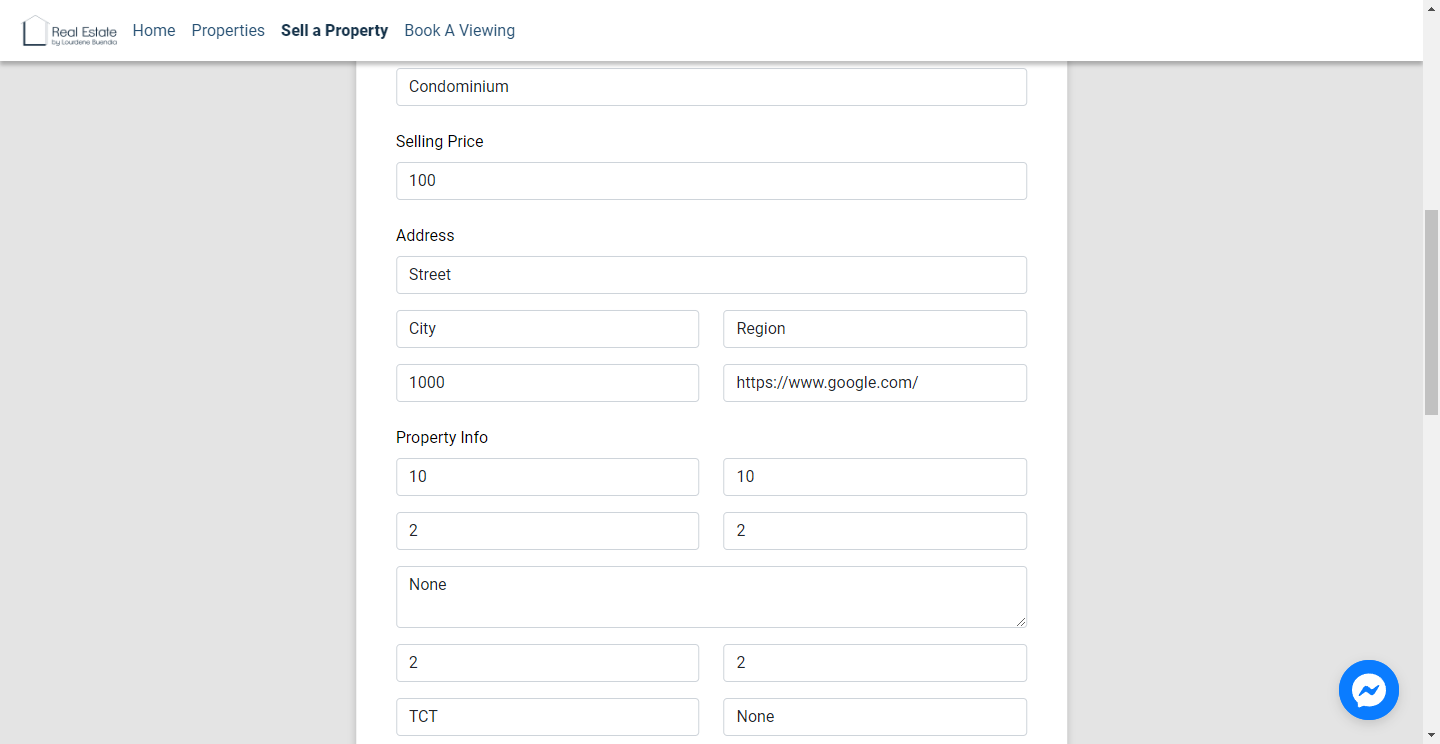 Real Estate
by Lourdene Buendia
Home Properties Sell a Property Book A Viewing
Condominium
Selling Price
100
Address
Street
City Region
1000 https://www.google.com/
Property Info
10 10
2 2
None
2 2
TCT None